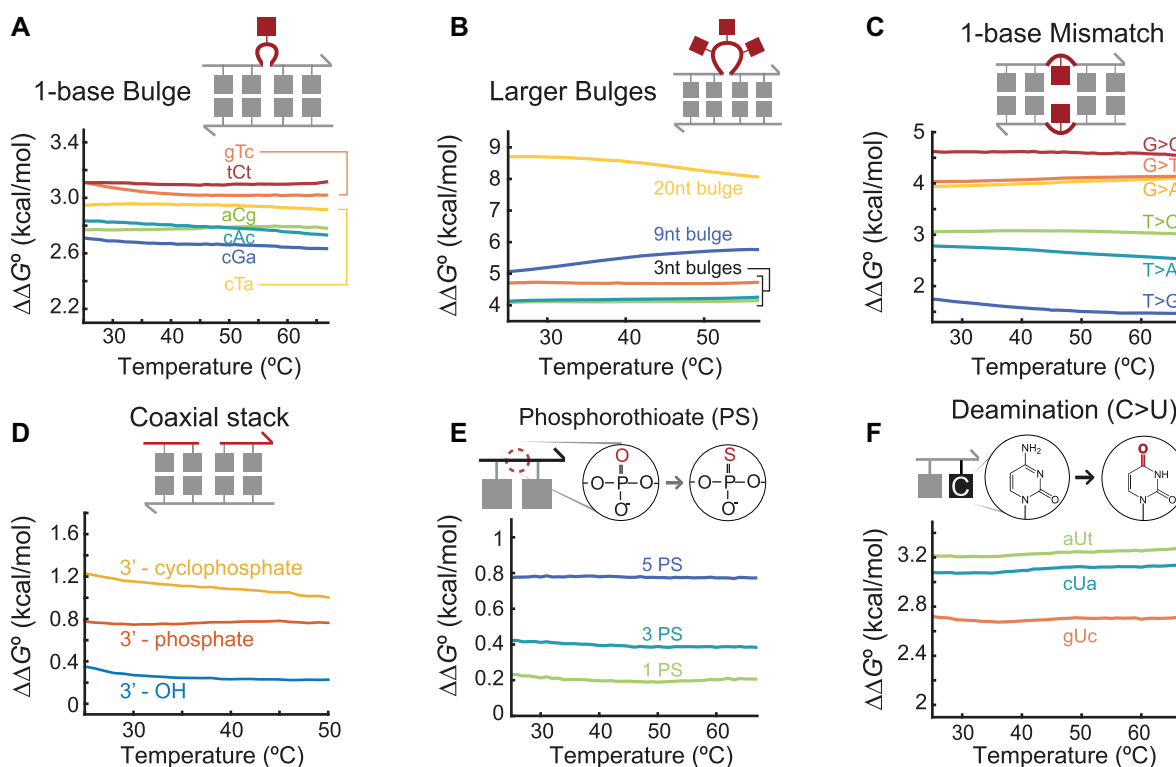 A
1-base Bulge
ΔΔGº (kcal/mol)
3.4
3.0
2.6
2.2
gTc
tCt
aCg
cAc
cGa
cTa
30 40 50 60
Temperature (ºC)
B
Larger Bulges
ΔΔGº (kcal/mol)
9
8
7
6
5
4
20nt bulge
9nt bulge
3nt bulges
30 40 50
Temperature (ºC)
C
1-base Mismatch
ΔΔGº (kcal/mol)
5
4
3
2
G>T
G>A
T>C
T>A
T>G
30 40 50 60
Temperature (ºC)
D
Coaxial stack
ΔΔGº (kcal/mol)
1.6
1.2
0.8
0.4
0
3’ - cyclophosphate
3’ - phosphate
3’ - OH
30 40 50
Temperature (ºC)
E
Phosphorothioate (PS)
O
O P O
O-
S
O P O
O-
ΔΔGº (kcal/mol)
1
0.8
0.6
0.4
0.2
0
5 PS
3 PS
1 PS
30 40 50 60
Temperature (ºC)
F
Deamination (C>U)
C
NH2
N
N
O
O
NH
N
O
ΔΔGº (kcal/mol)
3.2
2.8
2.4
2
aUt
cUa
gUc
30 40 50 60
Temperature (ºC)